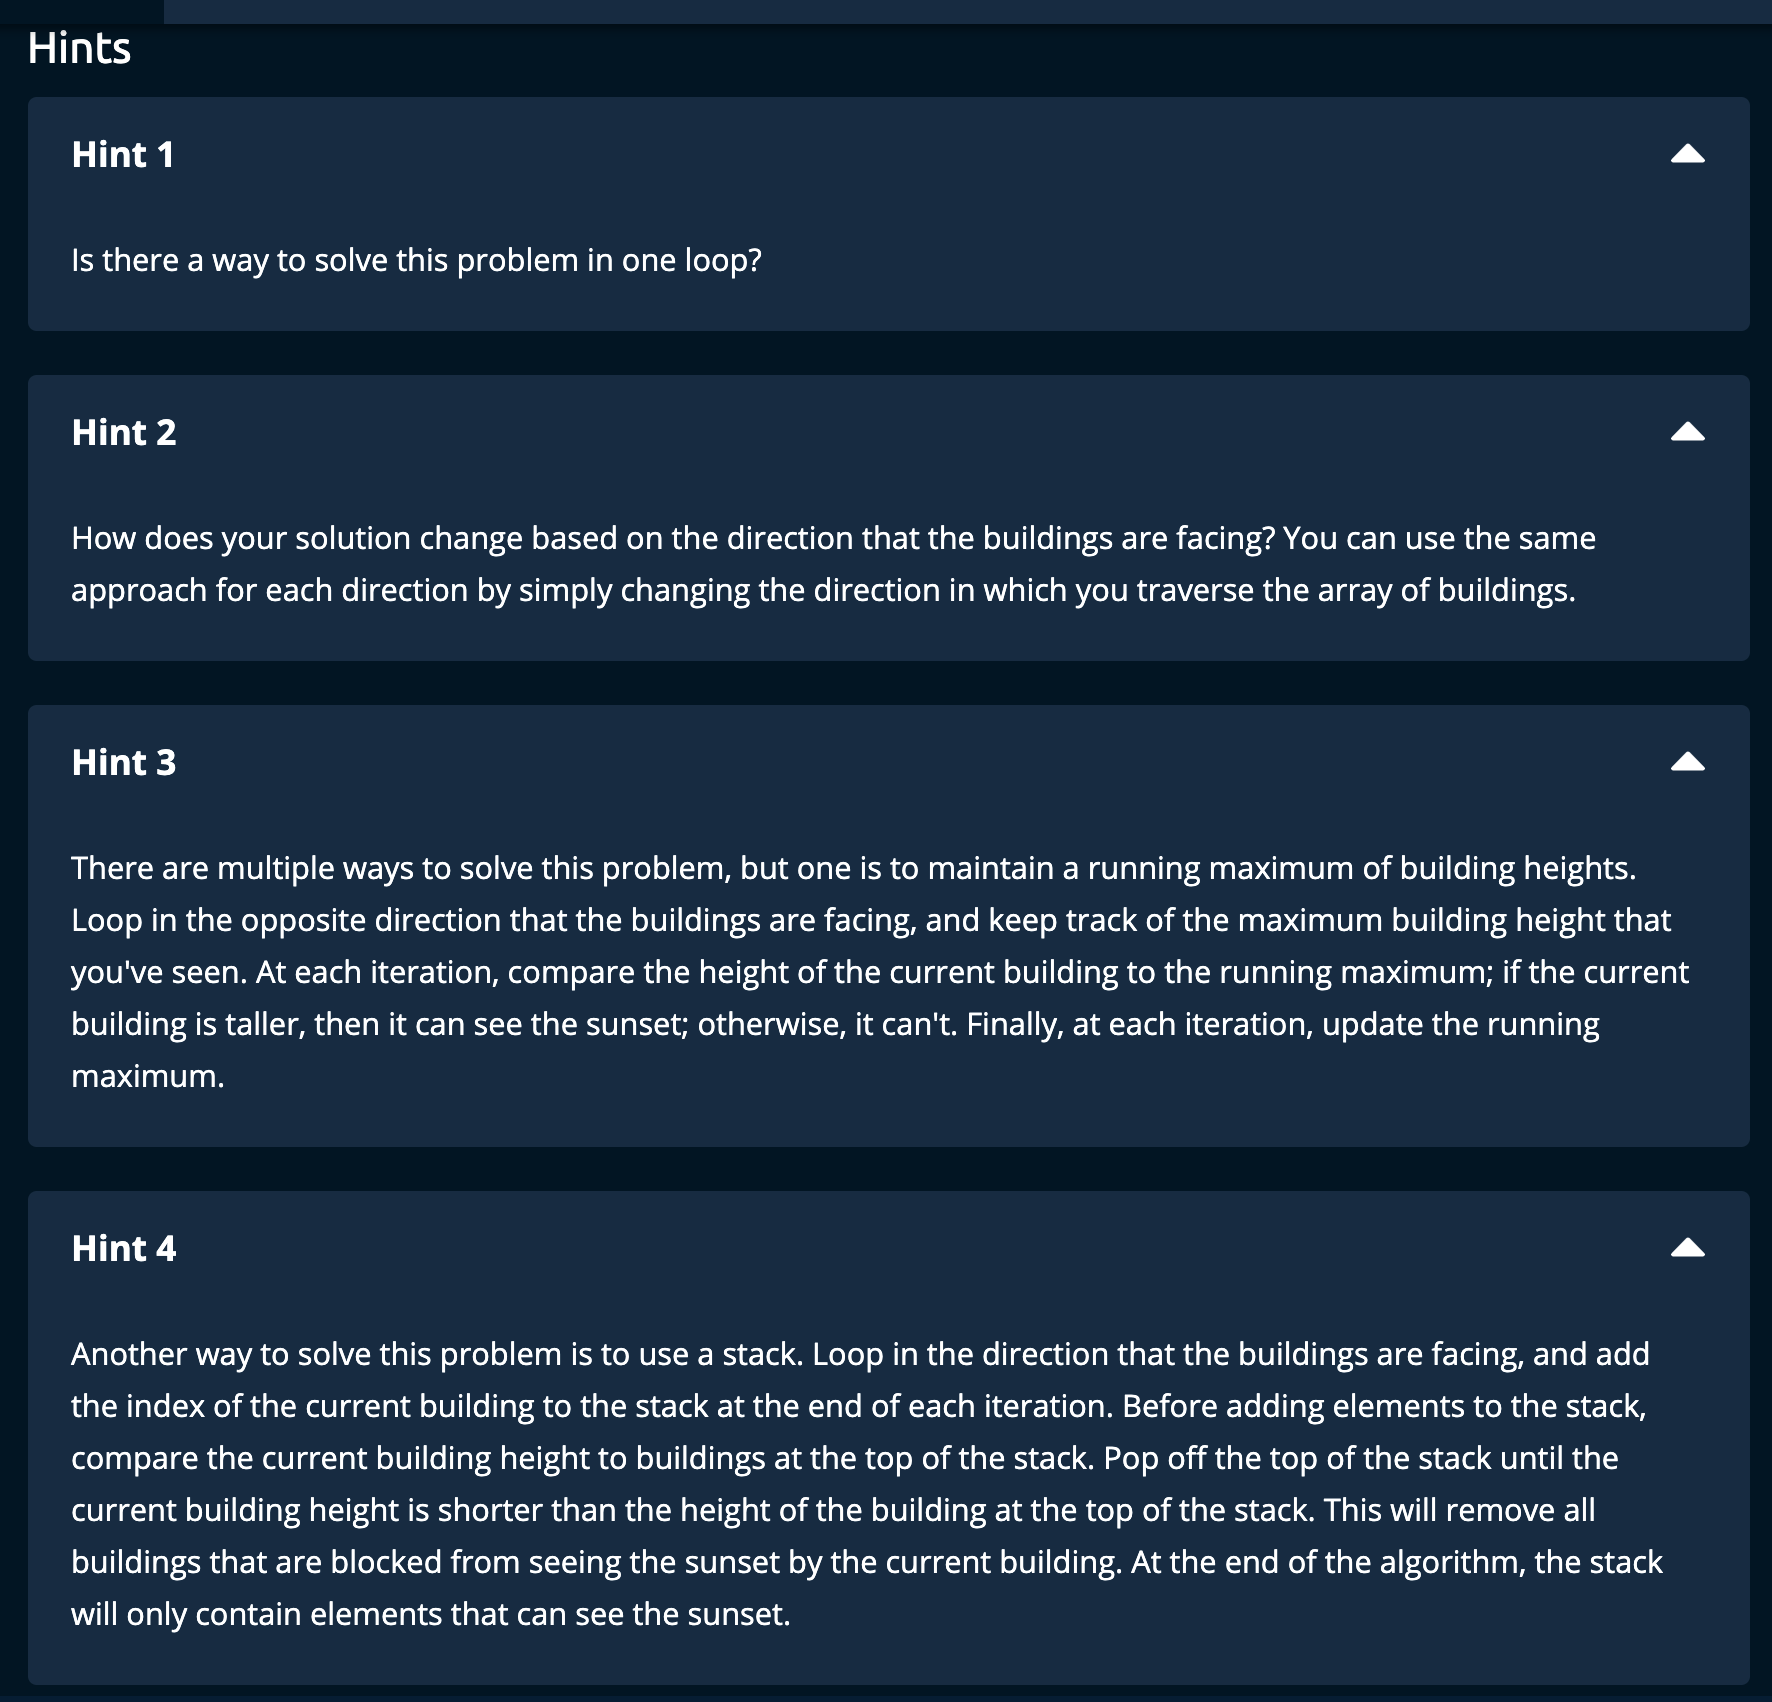 Hints
Hint 1
Is there a way to solve this problem in one loop?
Hint 2
How does your solution change based on the direction that the buildings are facing? You can use the same
approach for each direction by simply changing the direction in which you traverse the array of buildings.
Hint 3
There are multiple ways to solve this problem, but one is to maintain a running maximum of building heights.
Loop in the opposite direction that the buildings are facing, and keep track of the maximum building height that
you've seen. At each iteration, compare the height of the current building to the running maximum; if the current
building is taller, then it can see the sunset; otherwise, it can't. Finally, at each iteration, update the running
maximum.
Hint 4
Another way to solve this problem is to use a stack. Loop in the direction that the buildings are facing, and add
the index of the current building to the stack at the end of each iteration. Before adding elements to the stack,
compare the current building height to buildings at the top of the stack. Pop off the top of the stack until the
current building height is shorter than the height of the building at the top of the stack. This will remove all
buildings that are blocked from seeing the sunset by the current building. At the end of the algorithm, the stack
will only contain elements that can see the sunset.